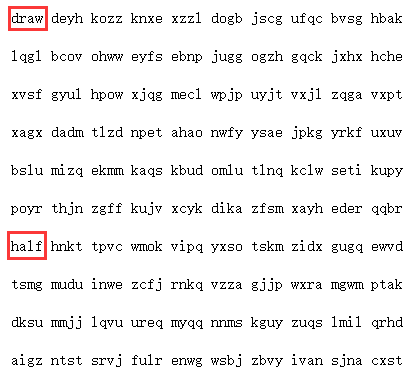 draw deyh kozz knxe xzzl dogb jscg ufqc bvsg hbak
lqgl bcov ohww eyfs ebnp jugg ogzh gqck jxhx hche
xvsf gyul hpow xjqg mecl wpjp uyjt vxjl zqga vxpt
xagx dadm tlzd npet ahao nwfy ysae jpkg yrkf uxuv
bslu mizq ekmm kaqs kbud omlu tlnq kclw seti kupy
poyr thjn zgff kujv xcyk dika zfsm xayh eder qqbr
half hnkt tpvc wmok vipq yxso tskm zidx gugq ewvd
tsmg mudu inwe zcfj rnkq vzza gjjp wxra mgwm ptak
dksu mmjj lqvu ureq myqq nnms kguy zuqs lmil qrhd
aigz ntst srvj fulr enwg wsbj zbvy ivan sjna cxst